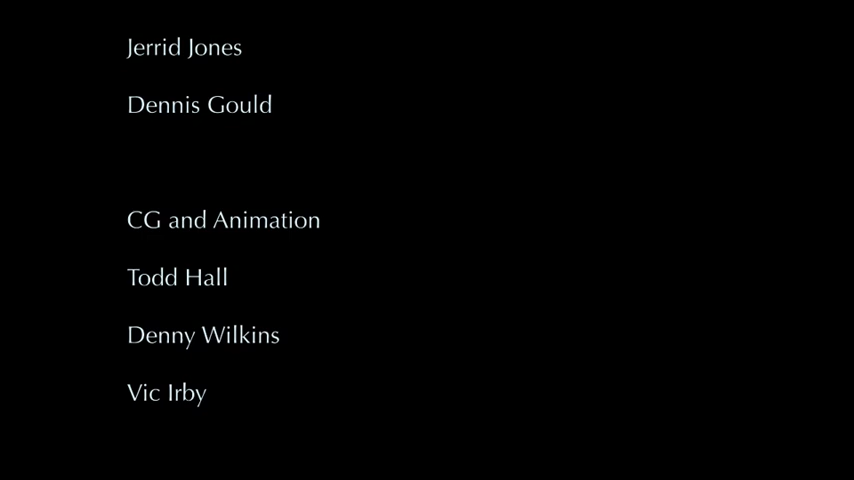 Jerrid Jones
Dennis Gould
CG and Animation
Todd Hall
Denny Wilkins
Vic Irby